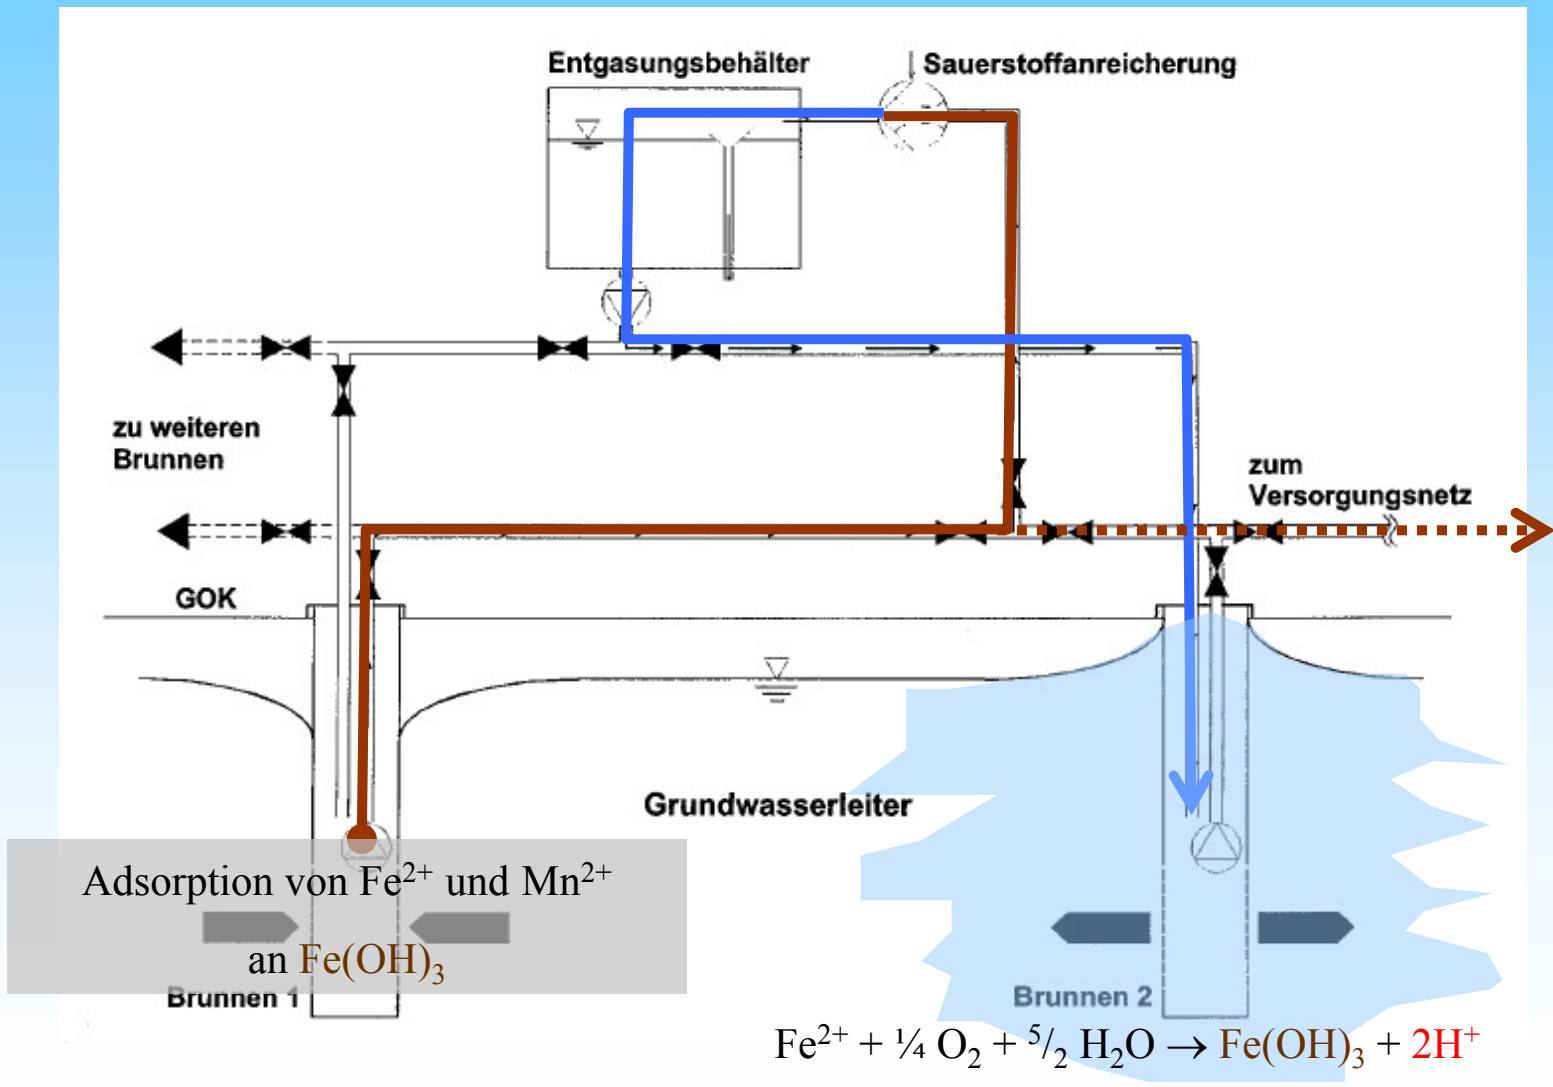 Entgasungsbehälter
Sauerstoffanreicherung
zu weiteren
Brunnen
zum
Versorgungsnetz
GOK
Grundwasserleiter
Adsorption von Fe²⁺ und Mn²⁺
an Fe(OH)₃
Brunnen 1
Brunnen 2
Fe²⁺ + ¼ O₂ + ⁵/₂ H₂O → Fe(OH)₃ + 2H⁺